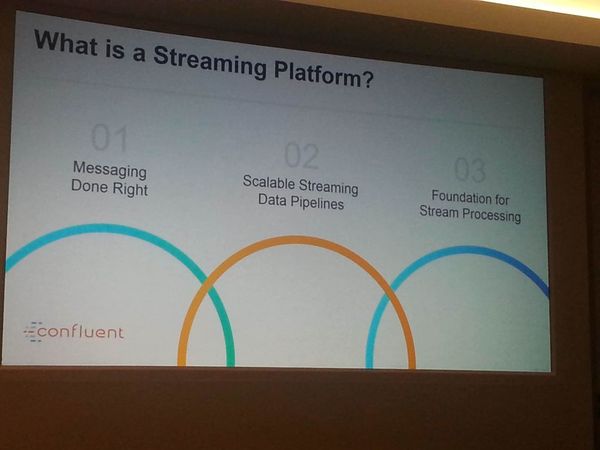 What is a Streaming Platform?
01
Messaging
Done Right
02
Scalable Streaming
Data Pipelines
03
Foundation for
Stream Processing
confluent